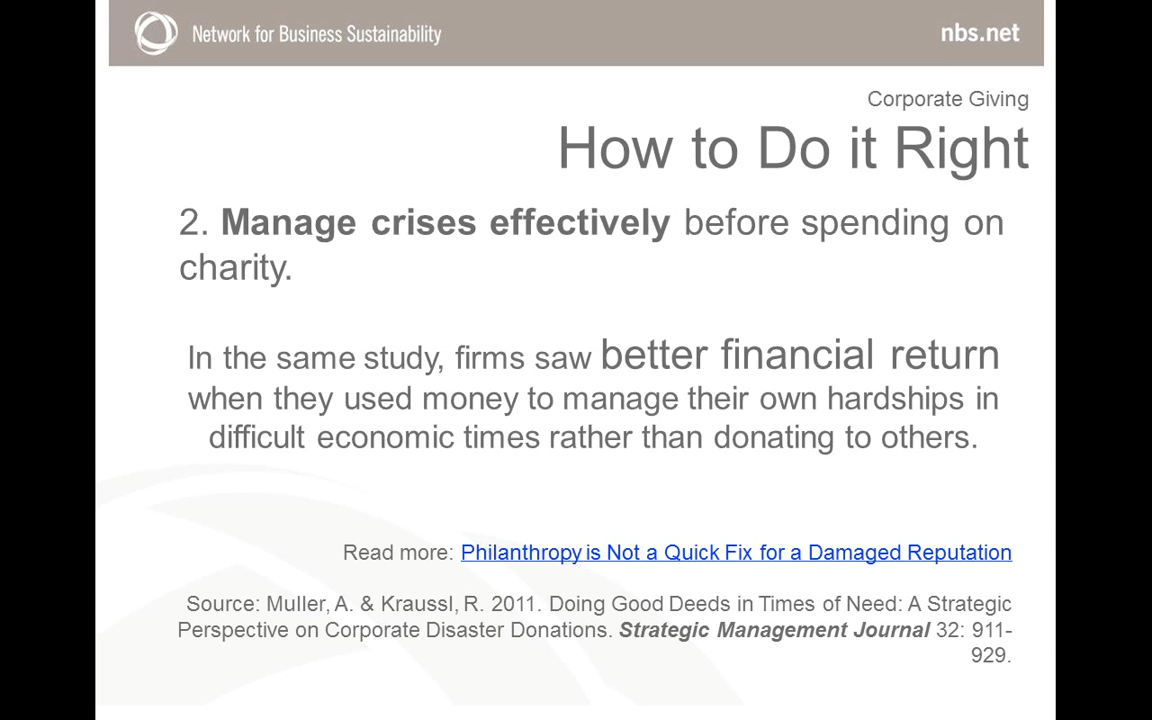 Network for Business Sustainability
nbs.net
Corporate Giving
How to Do it Right
2. Manage crises effectively before spending on
charity.
In the same study, firms saw better financial return
when they used money to manage their own hardships in
difficult economic times rather than donating to others.
Read more: Philanthropy is Not a Quick Fix for a Damaged Reputation
Source: Muller, A. & Kraussl, R. 2011. Doing Good Deeds in Times of Need: A Strategic
Perspective on Corporate Disaster Donations. Strategic Management Journal 32: 911-
929.